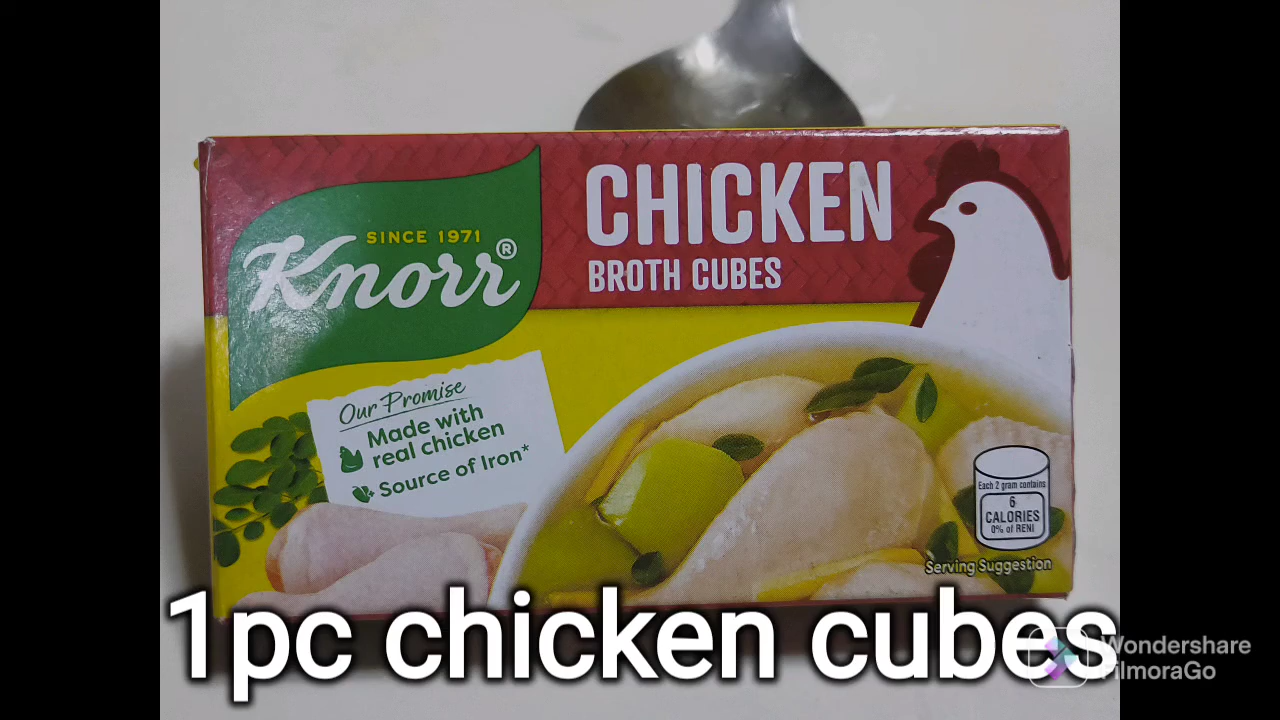 CHICKEN
BROTH CUBES
SINCE 1971
Knorr®
Our Promise
Made with
real chicken
Source of Iron*
Each 2 gram contains
6
CALORIES
0% of RENI
Serving Suggestion
1pc chicken cubes
Wondershare
FilmoraGo